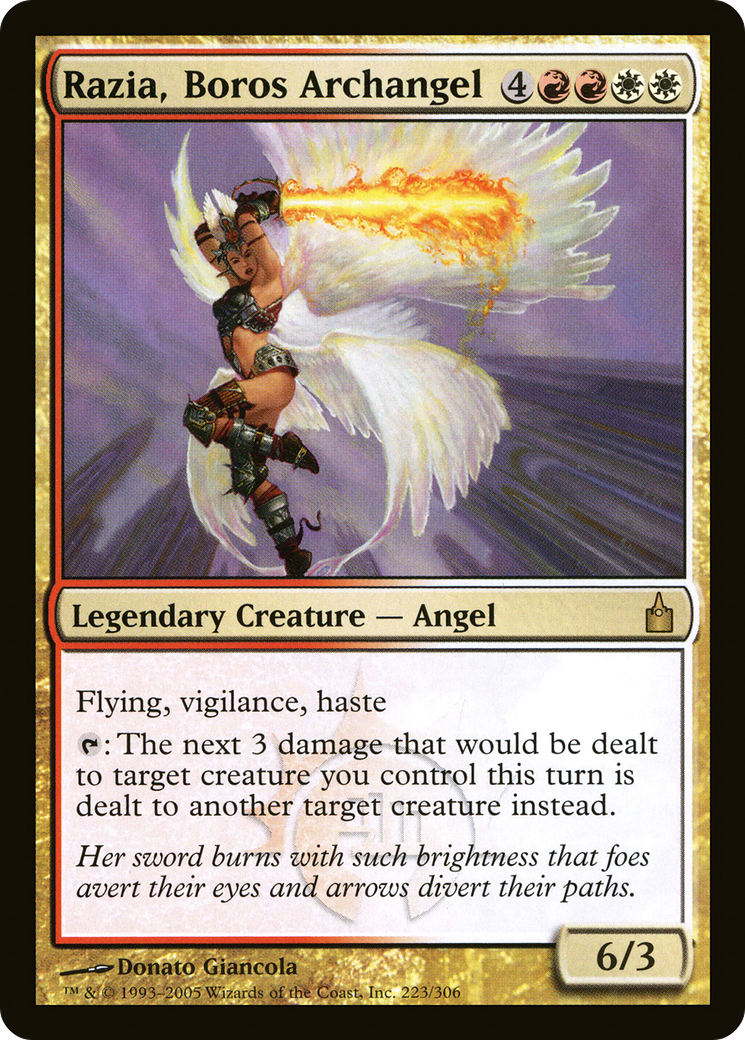 Razia, Boros Archangel 4
Legendary Creature — Angel
Flying, vigilance, haste
: The next 3 damage that would be dealt
to target creature you control this turn is
dealt to another target creature instead.
Her sword burns with such brightness that foes
avert their eyes and arrows divert their paths.
6/3
Donato Giancola
™ & © 1993–2005 Wizards of the Coast, Inc. 223/306